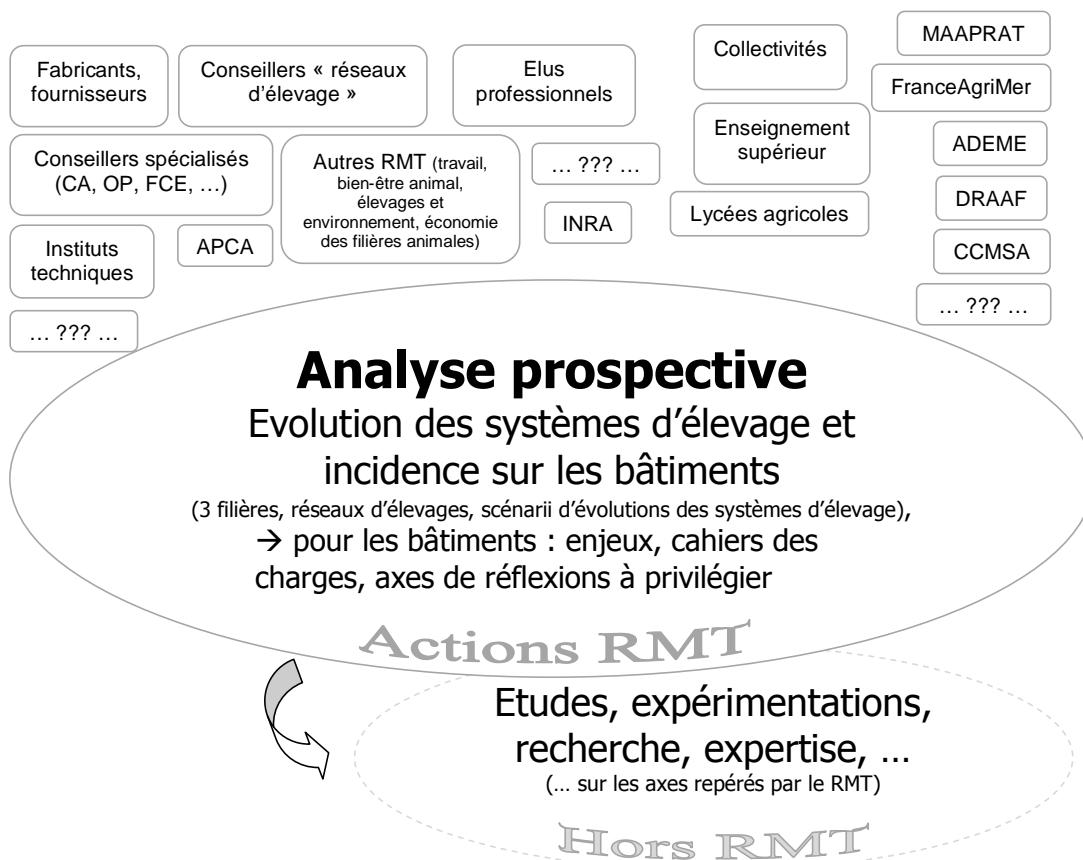 Fabricants,
fournisseurs
Conseillers « réseaux
d'élevage »
Elus
professionnels
Collectivités
MAAPRAT
FranceAgriMer
Conseillers spécialisés
(CA, OP, FCE, …)
Autres RMT (travail,
bien-être animal,
élevages et
environnement, économie
des filières animales)
… ??? …
Enseignement
supérieur
ADEME
DRAAF
Instituts
techniques
APCA
INRA
Lycées agricoles
CCMSA
… ??? …
… ??? …
Analyse prospective
Evolution des systèmes d'élevage et
incidence sur les bâtiments
(3 filières, réseaux d'élevages, scénarii d'évolutions des systèmes d'élevage),
→ pour les bâtiments : enjeux, cahiers des
charges, axes de réflexions à privilégier
Actions RMT
Etudes, expérimentations,
recherche, expertise, …
(… sur les axes repérés par le RMT)
Hors RMT